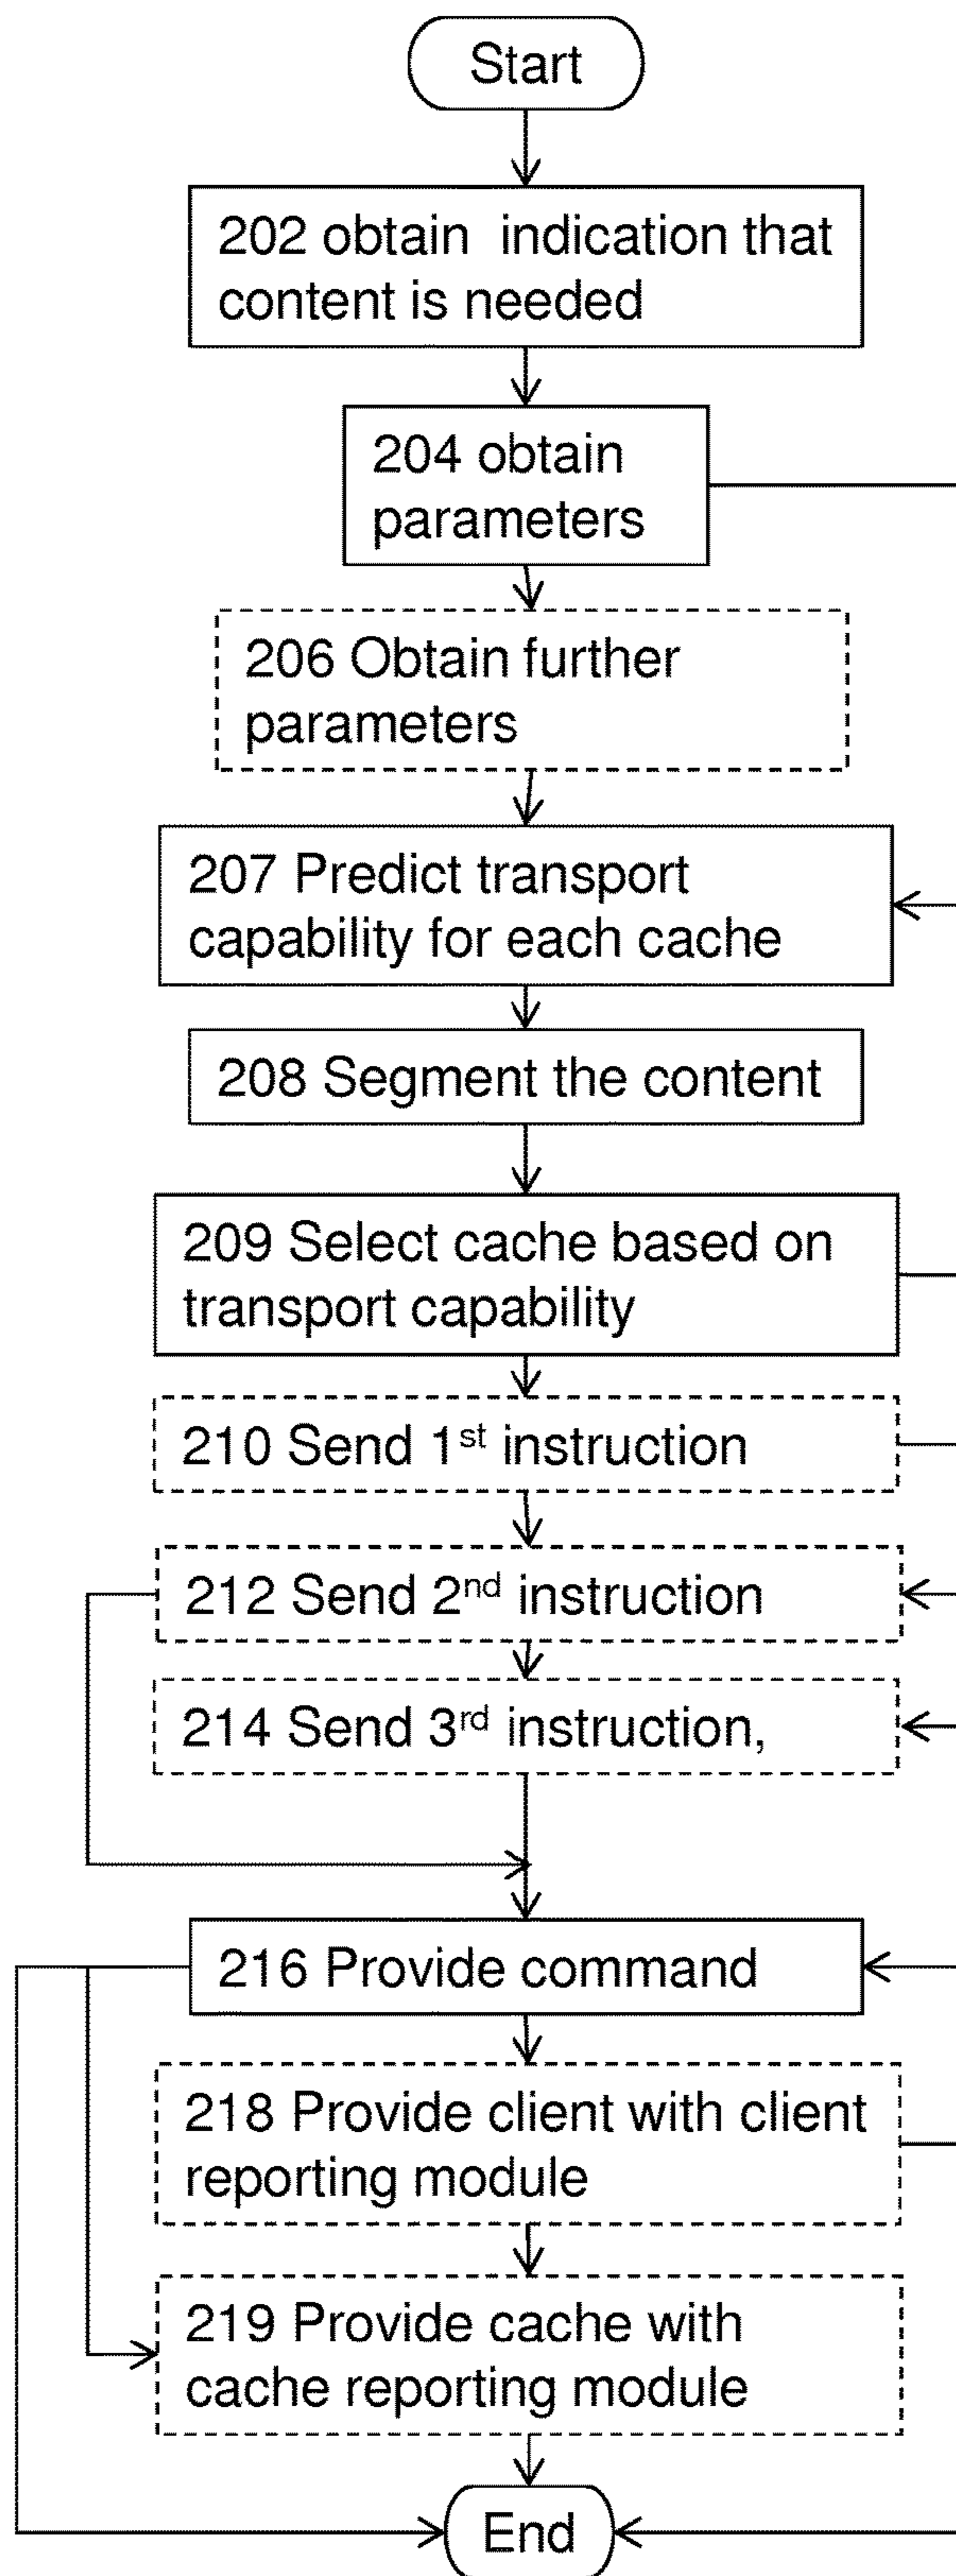 Start
202 obtain indication that
content is needed
204 obtain
parameters
206 Obtain further
parameters
207 Predict transport
capability for each cache
208 Segment the content
209 Select cache based on
transport capability
210 Send 1st instruction
212 Send 2nd instruction
214 Send 3rd instruction,
216 Provide command
218 Provide client with client
reporting module
219 Provide cache with
cache reporting module
End